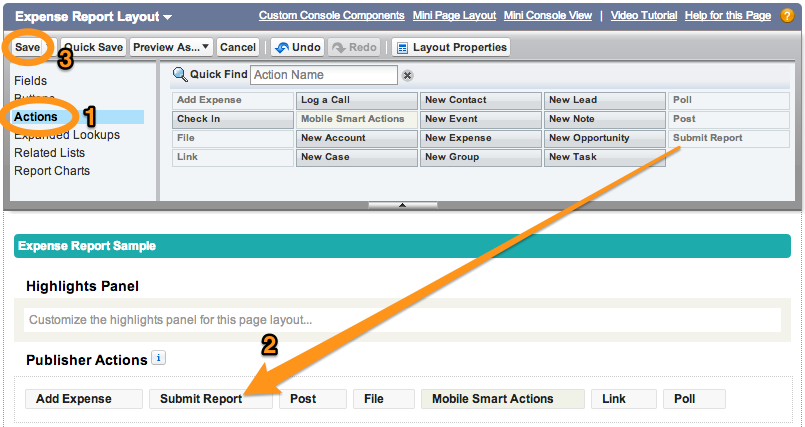 Expense Report Layout Custom Console Components Mini Page Layout Mini Console View | Video Tutorial Help for this Page ?
Save Quick Save Preview As... Cancel Undo Redo Layout Properties
3
Fields
Buttons
Actions
1
Expanded Lookups
Related Lists
Report Charts
Quick Find Action Name
Add Expense Log a Call New Contact New Lead Poll
Check In Mobile Smart Actions New Event New Note Post
File New Account New Expense New Opportunity Submit Report
Link New Case New Group New Task
Expense Report Sample
Highlights Panel
Customize the highlights panel for this page layout...
2
Publisher Actions i
Add Expense Submit Report Post File Mobile Smart Actions Link Poll